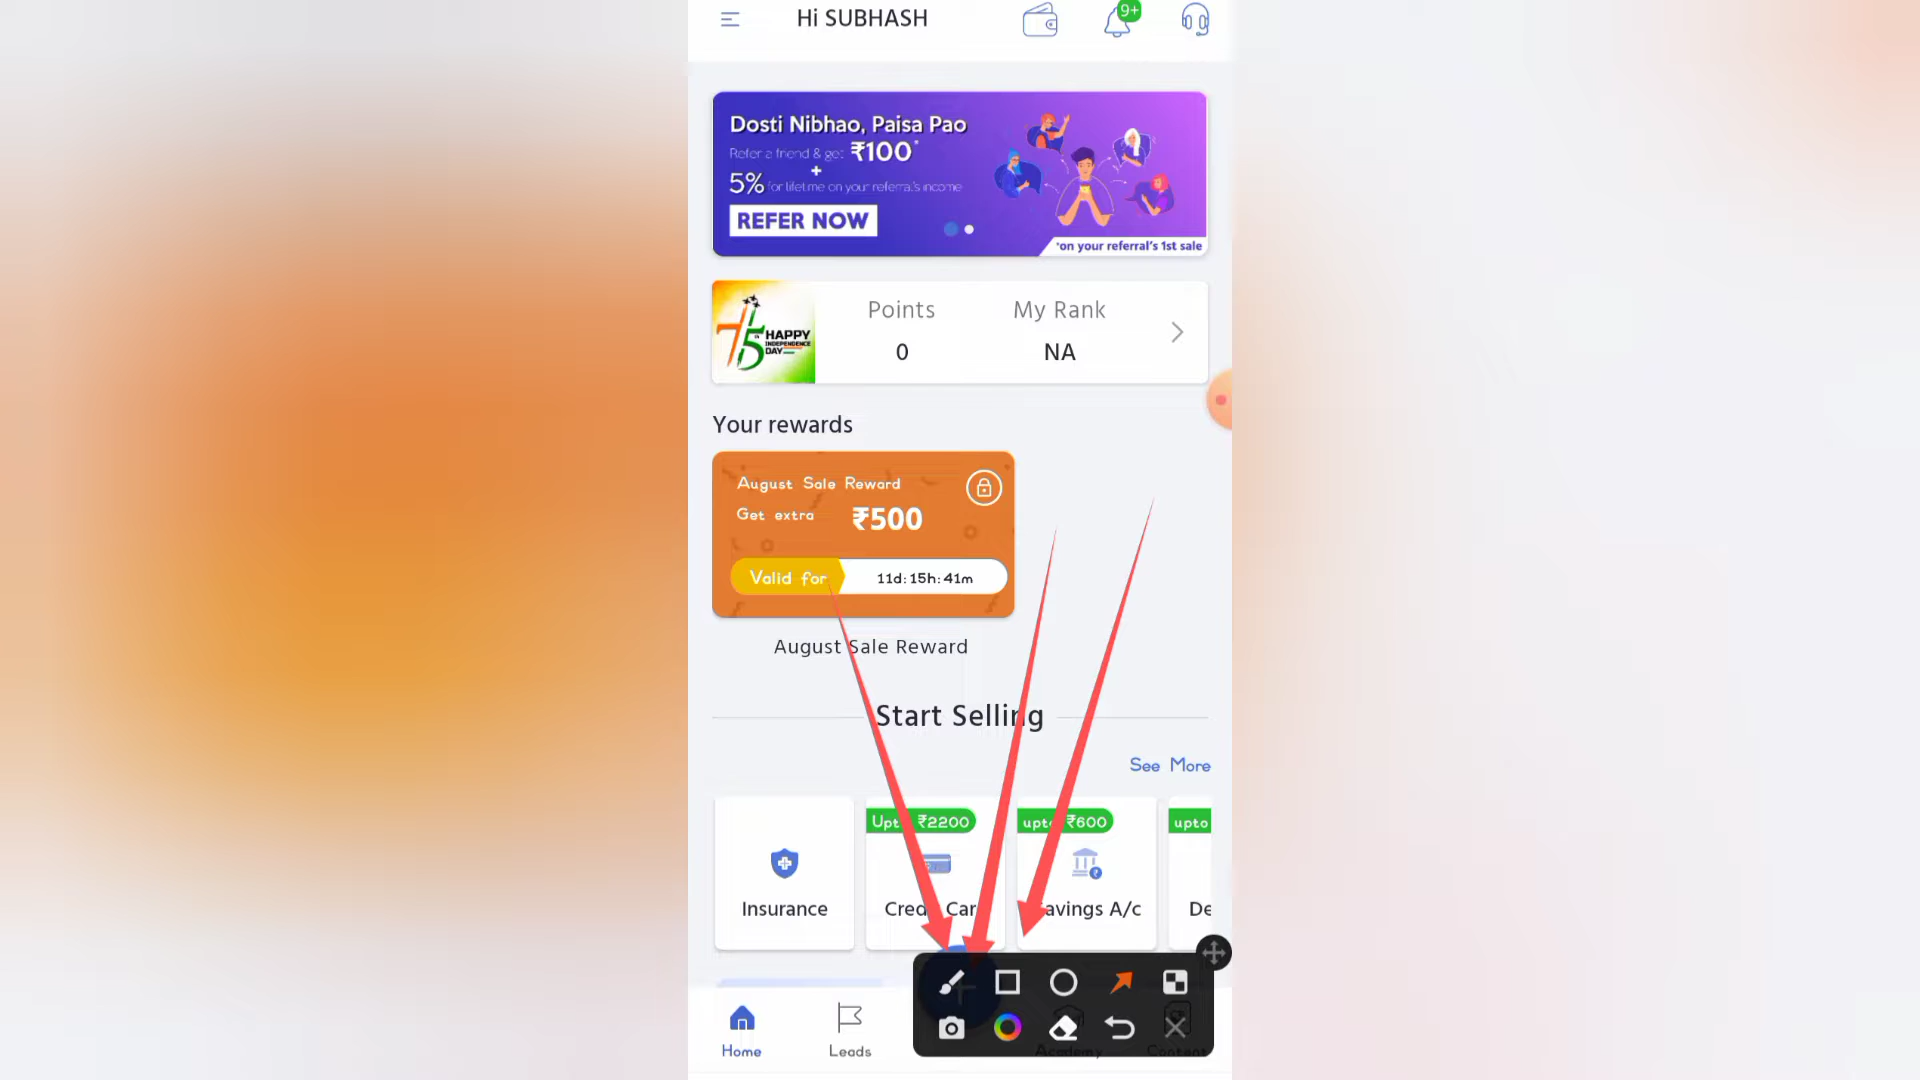 Hi SUBHASH
9+
Dosti Nibhao, Paisa Pao
Refer a friend & get ₹100*
+
5% for lifetime on your referral's income
REFER NOW
*on your referral's 1st sale
75th HAPPY
INDEPENDENCE
DAY
Points
My Rank
0
NA
Your rewards
August Sale Reward
Get extra ₹500
Valid for 11d:15h:41m
August Sale Reward
Start Selling
See More
₹2200
₹600
upto
Insurance
Savings A/c
Home
Leads
Academy